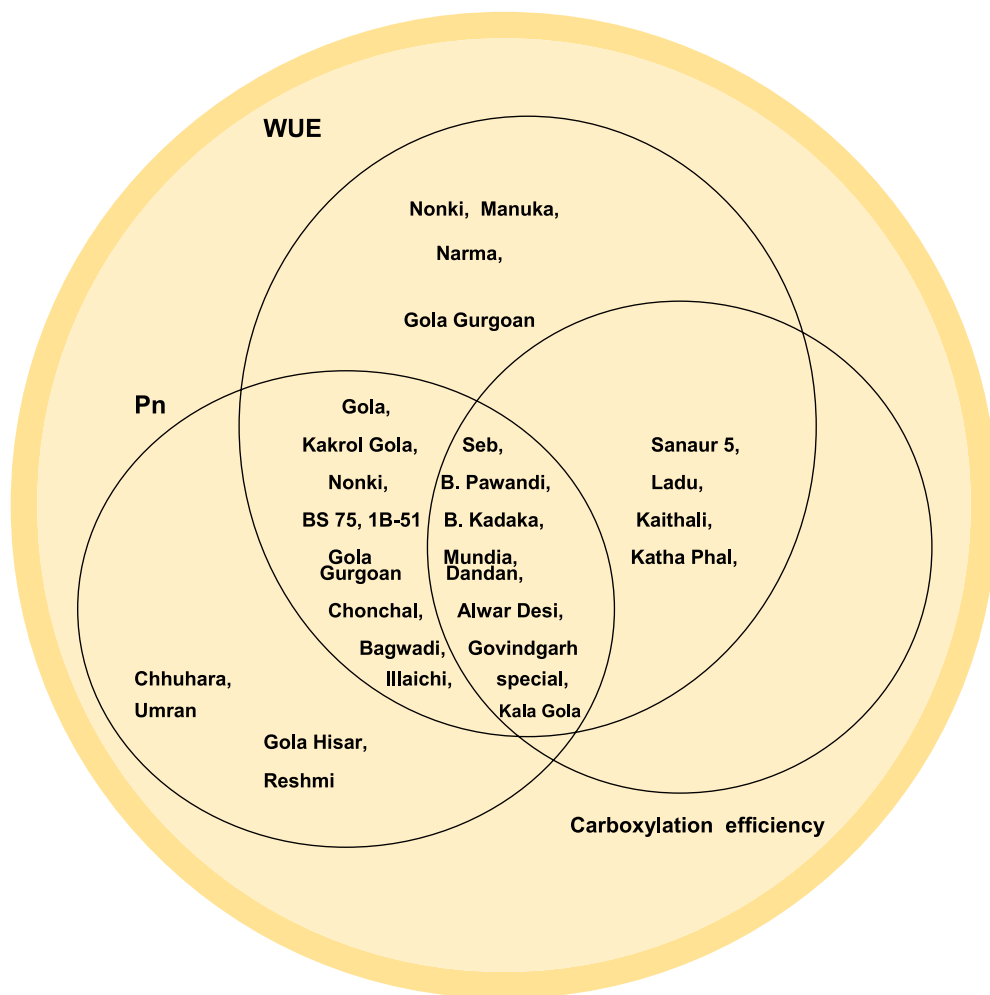 WUE
Nonki, Manuka,
Narma,
Gola Gurgoan
Pn
Gola,
Kakrol Gola,
Nonki,
BS 75, 1B-51
Gola
Gurgoan
Chonchal,
Bagwadi,
Illaichi,
Seb,
B. Pawandi,
B. Kadaka,
Mundia,
Dandan,
Alwar Desi,
Govindgarh
special,
Kala Gola
Sanaur 5,
Ladu,
Kaithali,
Katha Phal,
Chhuhara,
Umran
Gola Hisar,
Reshmi
Carboxylation efficiency